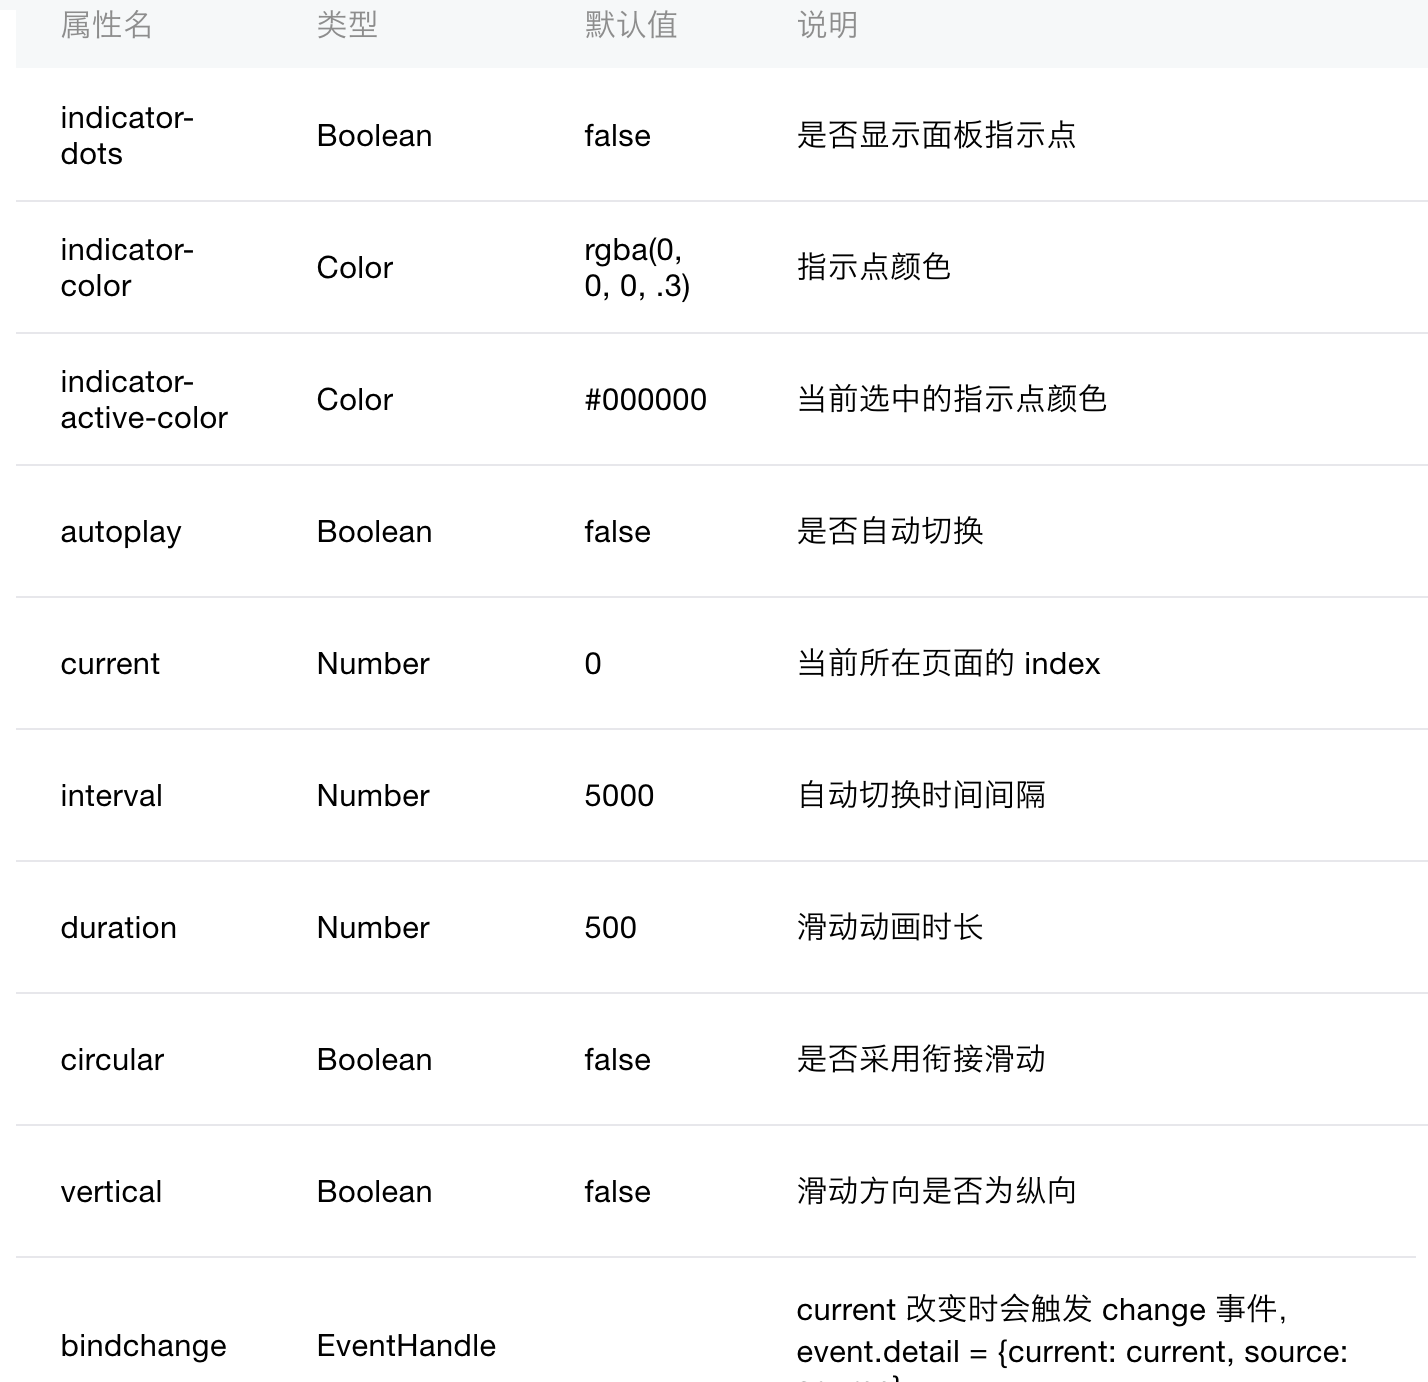 属性名 类型 默认值 说明
indicator-
dots
Boolean
false
是否显示面板指示点
indicator-
color
Color
rgba(0,
0, 0, .3)
指示点颜色
indicator-
active-color
Color
#000000
当前选中的指示点颜色
autoplay
Boolean
false
是否自动切换
current
Number
0
当前所在页面的 index
interval
Number
5000
自动切换时间间隔
duration
Number
500
滑动动画时长
circular
Boolean
false
是否采用衔接滑动
vertical
Boolean
false
滑动方向是否为纵向
bindchange
EventHandle
current 改变时会触发 change 事件,
event.detail = {current: current, source: